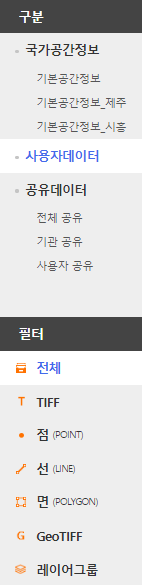 구분
국가공간정보
기본공간정보
기본공간정보_제주
기본공간정보_시흥
사용자데이터
공유데이터
전체 공유
기관 공유
사용자 공유
필터
전체
T TIFF
점 (POINT)
선 (LINE)
면 (POLYGON)
G GeoTIFF
레이어그룹